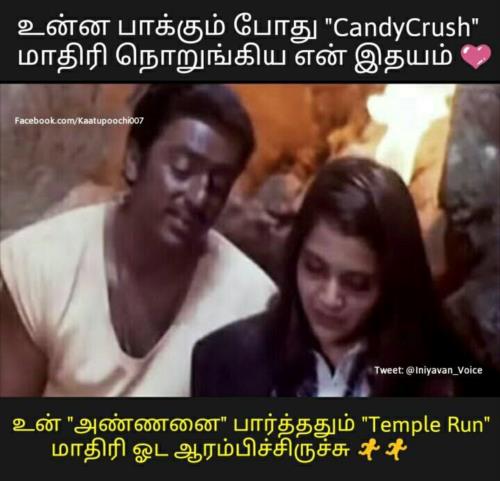 உன்ன பாக்கும் போது "CandyCrush"
மாதிரி நொறுங்கிய என் இதயம் 💘
Facebook.com/Kaatupoochi007
Tweet: @Iniyavan_Voice
உன் "அண்ணனை" பார்த்ததும் "Temple Run"
மாதிரி ஓட ஆரம்பிச்சிருச்சு 🏃🏃